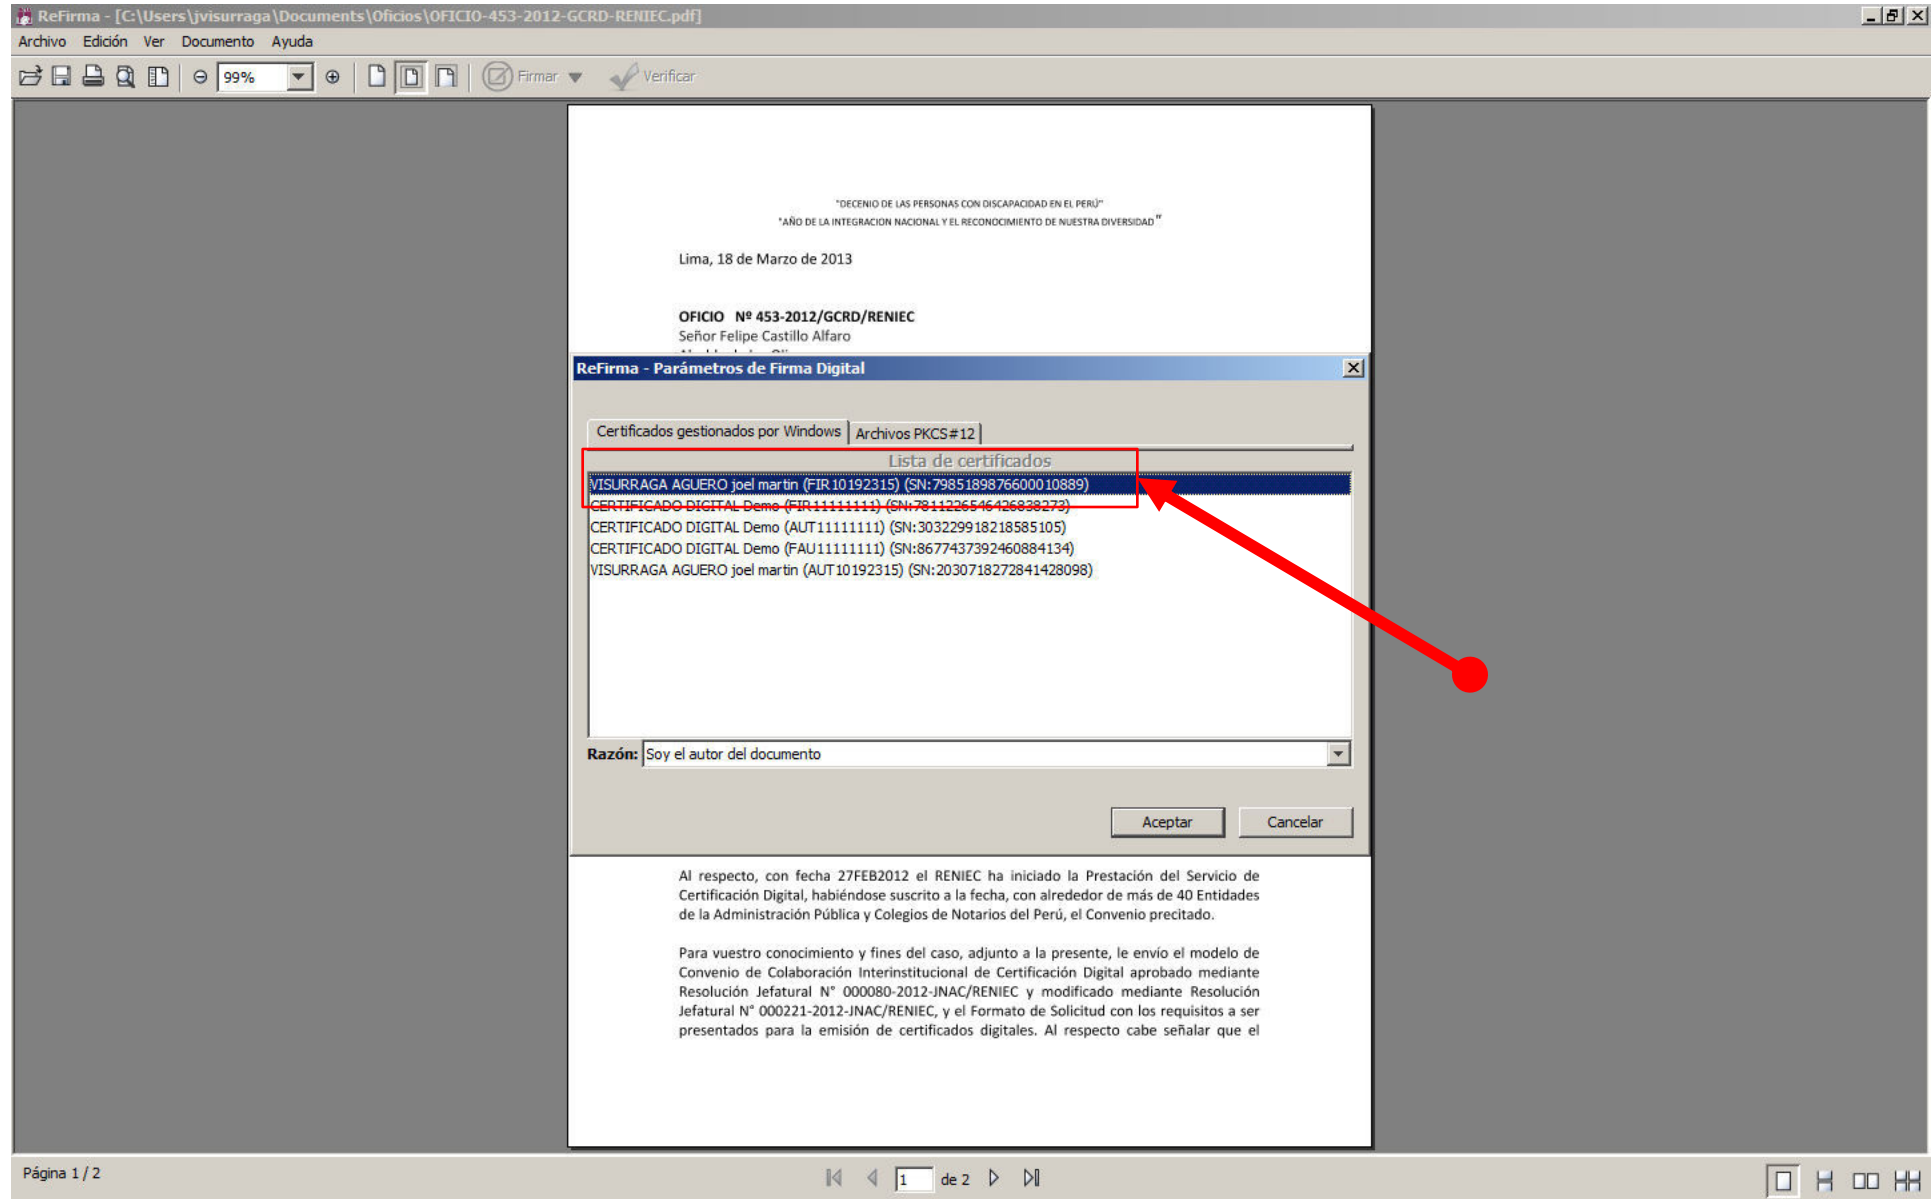 ReFirma - [C:\Users\jvisurraga\Documents\Oficios\OFICIO-453-2012-GCRD-RENIEC.pdf]
Archivo Edición Ver Documento Ayuda
99% Firmar Verificar
"DECENIO DE LAS PERSONAS CON DISCAPACIDAD EN EL PERÚ"
"AÑO DE LA INTEGRACION NACIONAL Y EL RECONOCIMIENTO DE NUESTRA DIVERSIDAD"
Lima, 18 de Marzo de 2013
OFICIO Nº 453-2012/GCRD/RENIEC
Señor Felipe Castillo Alfaro
ReFirma - Parámetros de Firma Digital
Certificados gestionados por Windows Archivos PKCS#12
Lista de certificados
VISURRAGA AGUERO joel martin (FIR10192315) (SN:7985189876600010889)
CERTIFICADO DIGITAL Demo (FIR11111111) (SN:7811226546426838273)
CERTIFICADO DIGITAL Demo (AUT11111111) (SN:303229918218585105)
CERTIFICADO DIGITAL Demo (FAU11111111) (SN:8677437392460884134)
VISURRAGA AGUERO joel martin (AUT10192315) (SN:2030718272841428098)
Razón: Soy el autor del documento
Aceptar Cancelar
Al respecto, con fecha 27FEB2012 el RENIEC ha iniciado la Prestación del Servicio de
Certificación Digital, habiéndose suscrito a la fecha, con alrededor de más de 40 Entidades
de la Administración Pública y Colegios de Notarios del Perú, el Convenio precitado.
Para vuestro conocimiento y fines del caso, adjunto a la presente, le envío el modelo de
Convenio de Colaboración Interinstitucional de Certificación Digital aprobado mediante
Resolución Jefatural N° 000080-2012-JNAC/RENIEC y modificado mediante Resolución
Jefatural N° 000221-2012-JNAC/RENIEC, y el Formato de Solicitud con los requisitos a ser
presentados para la emisión de certificados digitales. Al respecto cabe señalar que el
Página 1 / 2 1 de 2